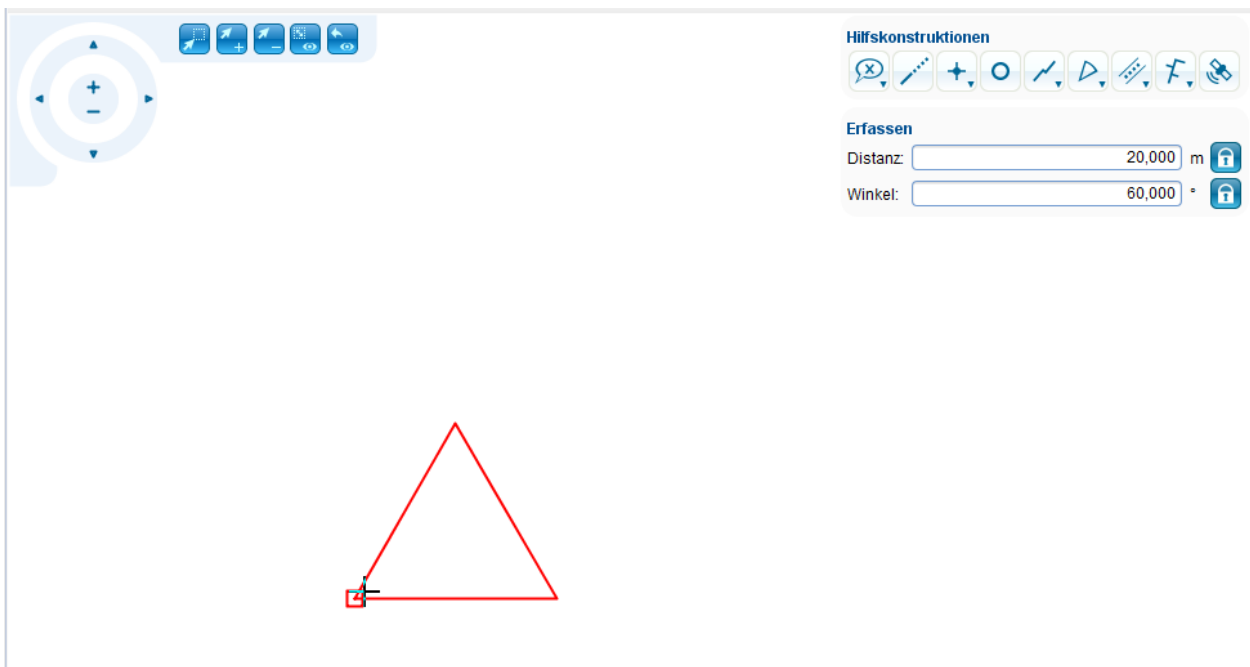 Hilfskonstruktionen
Erfassen
Distanz: 20,000 m
Winkel: 60,000 °